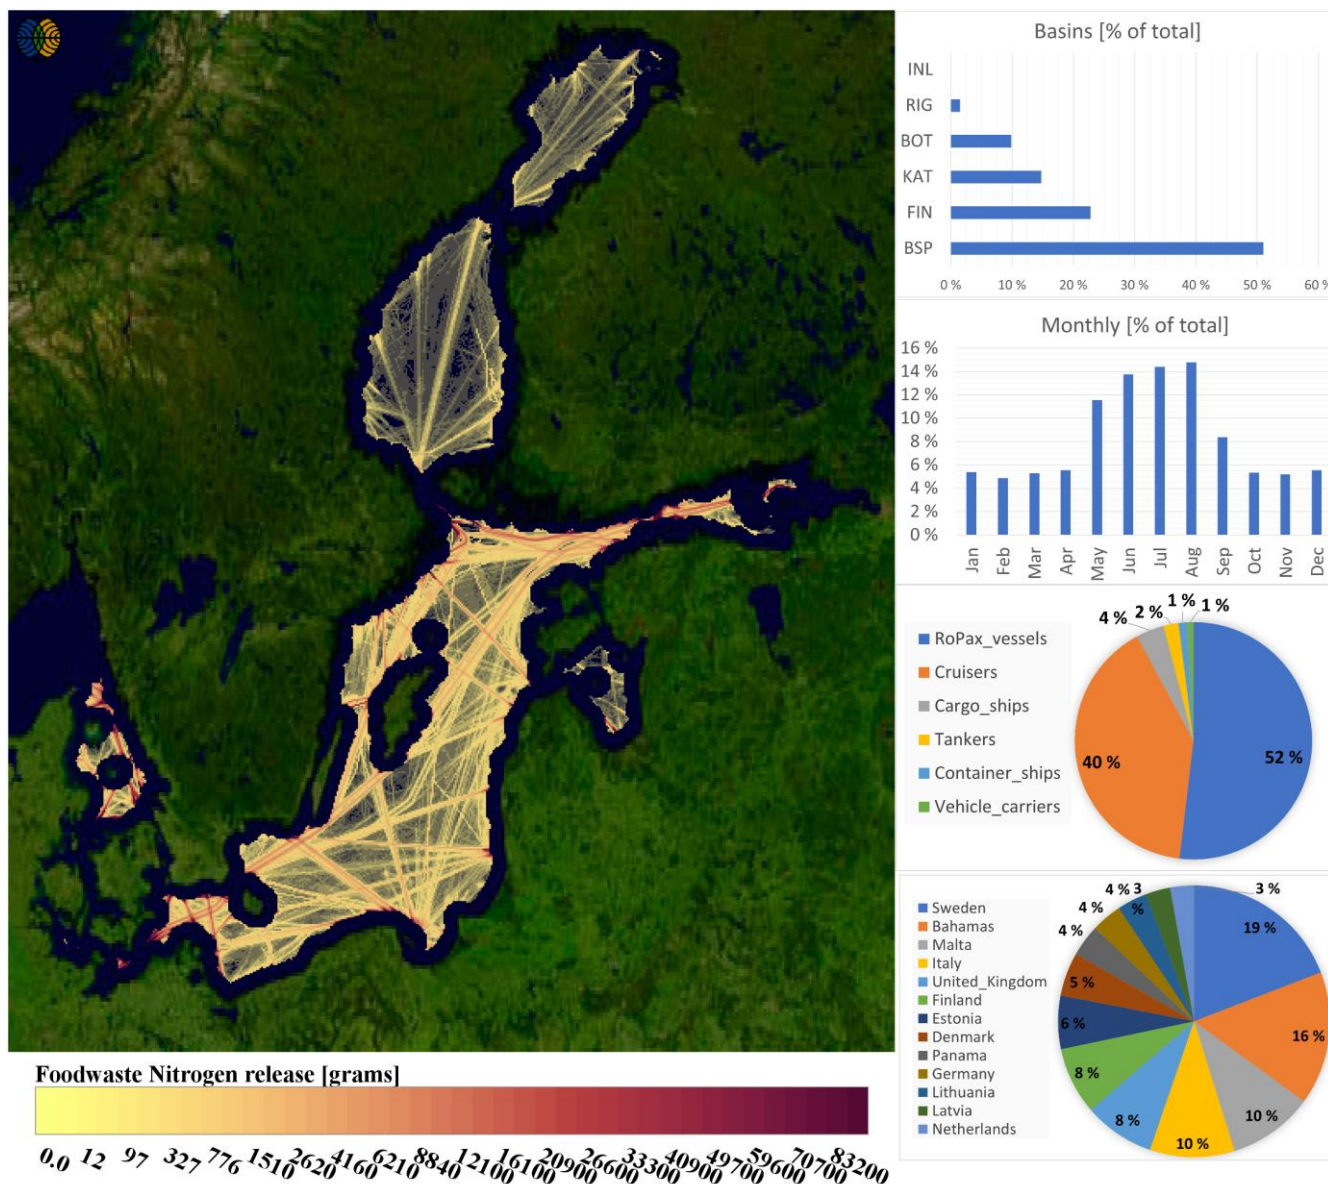 Basins [% of total]
INL
RIG
BOT
KAT
FIN
BSP
0 % 10 % 20 % 30 % 40 % 50 % 60 %
Monthly [% of total]
16 %
14 %
12 %
10 %
8 %
6 %
4 %
2 %
0 %
Jan Feb Mar Apr May Jun Jul Aug Sep Oct Nov Dec
RoPax_vessels
Cruisers
Cargo_ships
Tankers
Container_ships
Vehicle_carriers
4 % 2 % 1 % 1 %
40 % 52 %
Sweden
Bahamas
Malta
Italy
United_Kingdom
Finland
Estonia
Denmark
Panama
Germany
Lithuania
Latvia
Netherlands
4 % 3 % 3 %
4 %
4 %
19 %
5 %
6 %
16 %
8 %
8 %
10 %
10 %
Foodwaste Nitrogen release [grams]
0.0 12 97 327 776 1510 2620 4160 6210 8840 12100 16100 20900 26600 33300 40900 49700 59600 70700 83200